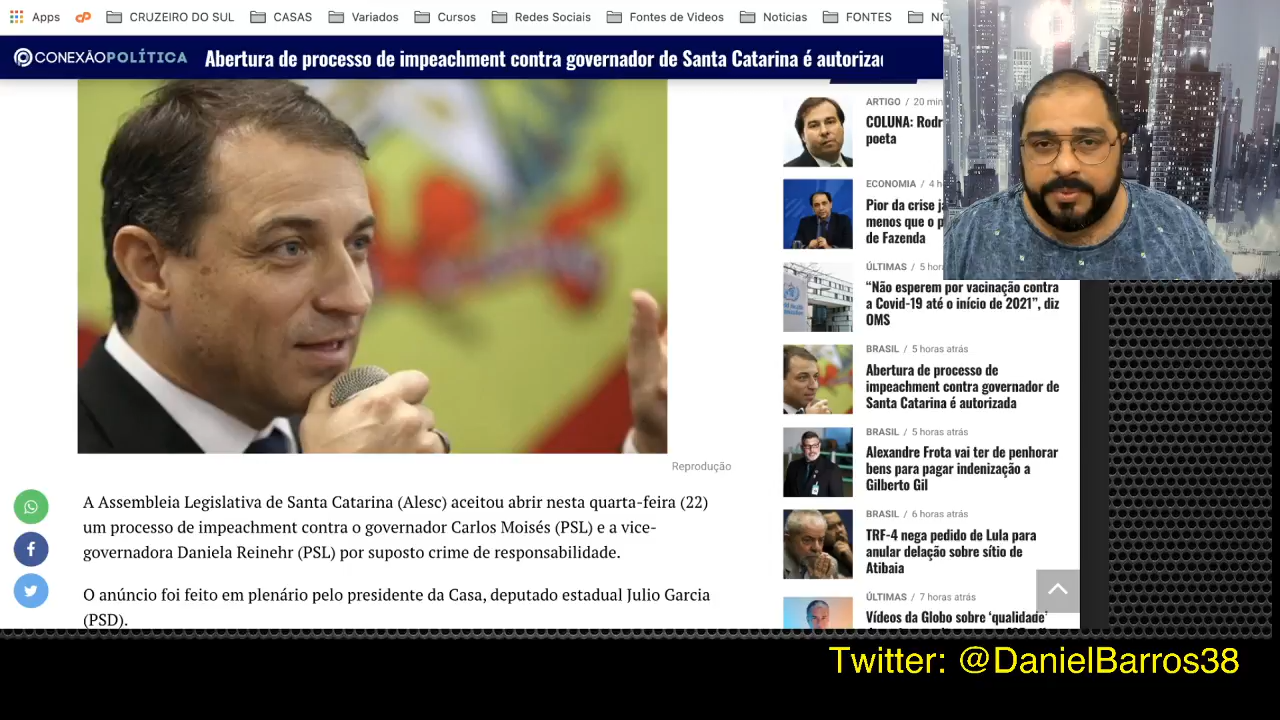 Apps
CRUZEIRO DO SUL
CASAS
Variados
Cursos
Redes Sociais
Fontes de Videos
Noticias
FONTES
CONEXÃOPOLÍTICA
Abertura de processo de impeachment contra governador de Santa Catarina é
Reprodução
A Assembleia Legislativa de Santa Catarina (Alesc) aceitou abrir nesta quarta-feira (22)
um processo de impeachment contra o governador Carlos Moisés (PSL) e a vice-
governadora Daniela Reinehr (PSL) por suposto crime de responsabilidade.
O anúncio foi feito em plenário pelo presidente da Casa, deputado estadual Julio Garcia
(PSD).
ARTIGO / 20
COLUNA:
poeta
ECONOMIA / 4
Pior da crise
menos que o
de Fazenda
ÚLTIMAS / 5
“Não esperem por vacinação contra
a Covid-19 até o início de 2021”, diz
OMS
BRASIL / 5 horas atrás
Abertura de processo de
impeachment contra governador de
Santa Catarina é autorizada
BRASIL / 5 horas atrás
Alexandre Frota vai ter de penhorar
bens para pagar indenização a
Gilberto Gil
BRASIL / 6 horas atrás
TRF-4 nega pedido de Lula para
anular delação sobre sítio de
Atibaia
ÚLTIMAS / 7 horas atrás
Vídeos da Globo sobre ‘qualidade’
Twitter: @DanielBarros38